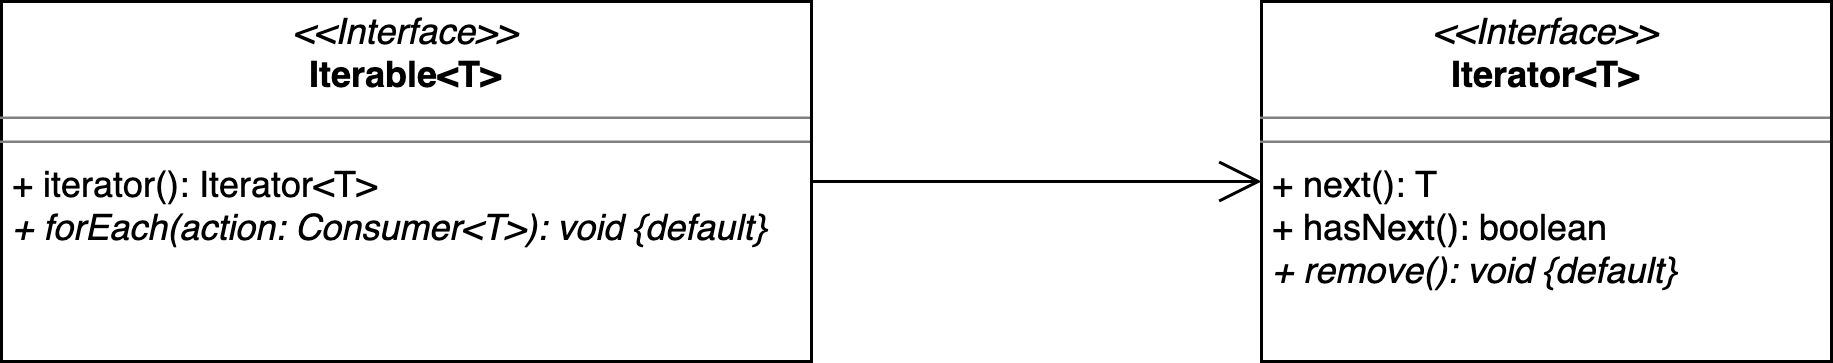 <<Interface>>
Iterable<T>
+ iterator(): Iterator<T>
+ forEach(action: Consumer<T>): void {default}
<<Interface>>
Iterator<T>
+ next(): T
+ hasNext(): boolean
+ remove(): void {default}